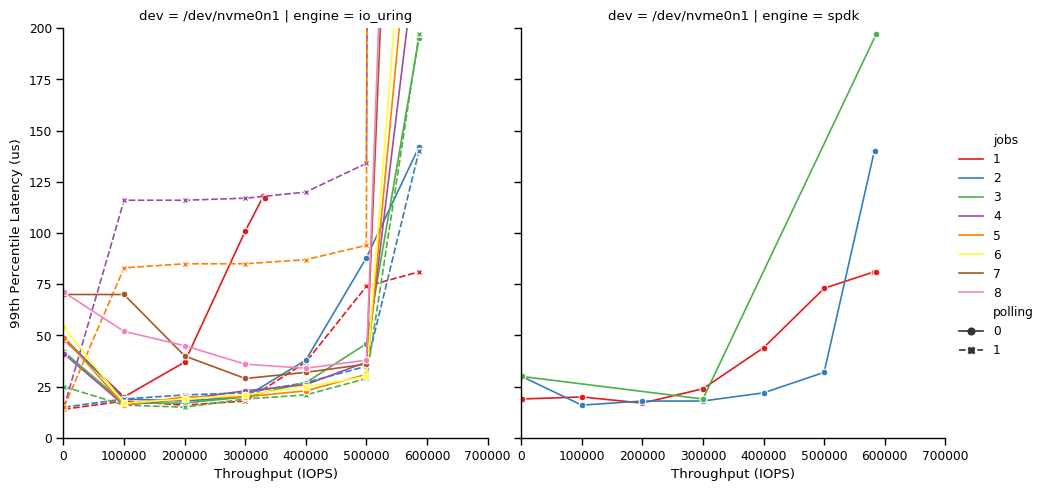 dev = /dev/nvme0n1 | engine = io_uring
dev = /dev/nvme0n1 | engine = spdk
99th Percentile Latency (us)
200
175
150
125
100
75
50
25
0
0 100000 200000 300000 400000 500000 600000 700000
0 100000 200000 300000 400000 500000 600000 700000
Throughput (IOPS)
Throughput (IOPS)
jobs
1
2
3
4
5
6
7
8
polling
0
1